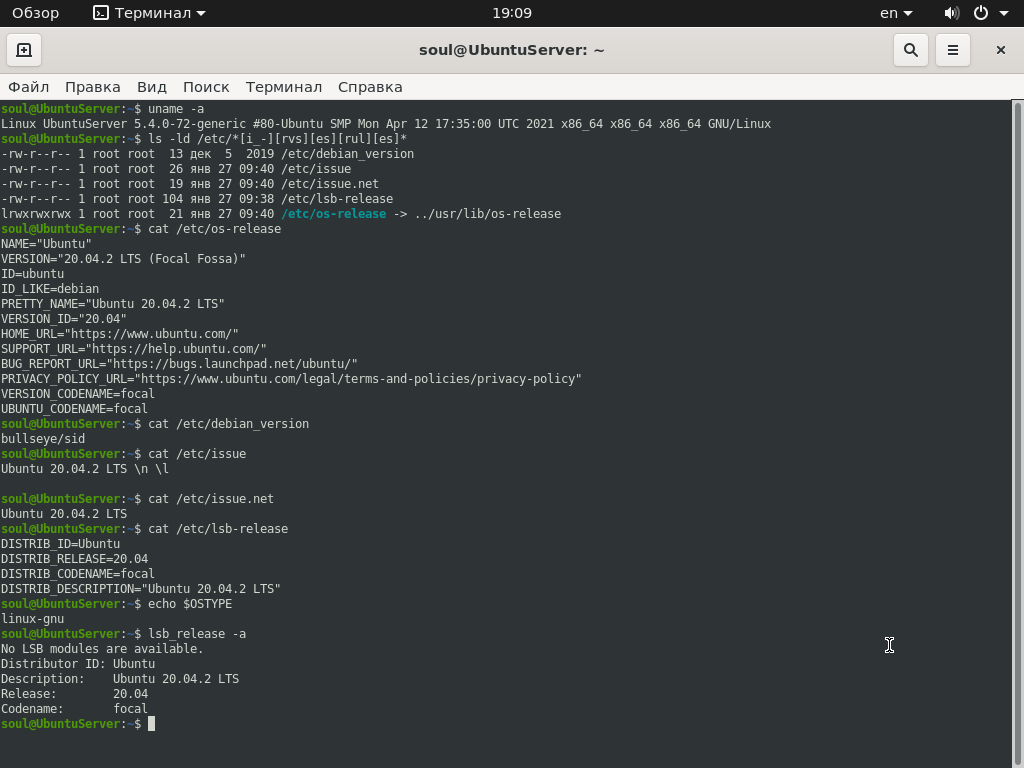 Обзор Терминал 19:09 en
soul@UbuntuServer: ~
Файл Правка Вид Поиск Терминал Справка
soul@UbuntuServer:~$ uname -a
Linux UbuntuServer 5.4.0-72-generic #80-Ubuntu SMP Mon Apr 12 17:35:00 UTC 2021 x86_64 x86_64 x86_64 GNU/Linux
soul@UbuntuServer:~$ ls -ld /etc/*[i_-][rvs][es][rul][es]*
-rw-r--r-- 1 root root  13 дек  5  2019 /etc/debian_version
-rw-r--r-- 1 root root  26 янв 27 09:40 /etc/issue
-rw-r--r-- 1 root root  19 янв 27 09:40 /etc/issue.net
-rw-r--r-- 1 root root 104 янв 27 09:38 /etc/lsb-release
lrwxrwxrwx 1 root root  21 янв 27 09:40 /etc/os-release -> ../usr/lib/os-release
soul@UbuntuServer:~$ cat /etc/os-release
NAME="Ubuntu"
VERSION="20.04.2 LTS (Focal Fossa)"
ID=ubuntu
ID_LIKE=debian
PRETTY_NAME="Ubuntu 20.04.2 LTS"
VERSION_ID="20.04"
HOME_URL="https://www.ubuntu.com/"
SUPPORT_URL="https://help.ubuntu.com/"
BUG_REPORT_URL="https://bugs.launchpad.net/ubuntu/"
PRIVACY_POLICY_URL="https://www.ubuntu.com/legal/terms-and-policies/privacy-policy"
VERSION_CODENAME=focal
UBUNTU_CODENAME=focal
soul@UbuntuServer:~$ cat /etc/debian_version
bullseye/sid
soul@UbuntuServer:~$ cat /etc/issue
Ubuntu 20.04.2 LTS \n \l

soul@UbuntuServer:~$ cat /etc/issue.net
Ubuntu 20.04.2 LTS
soul@UbuntuServer:~$ cat /etc/lsb-release
DISTRIB_ID=Ubuntu
DISTRIB_RELEASE=20.04
DISTRIB_CODENAME=focal
DISTRIB_DESCRIPTION="Ubuntu 20.04.2 LTS"
soul@UbuntuServer:~$ echo $OSTYPE
linux-gnu
soul@UbuntuServer:~$ lsb_release -a
No LSB modules are available.
Distributor ID: Ubuntu
Description:    Ubuntu 20.04.2 LTS
Release:        20.04
Codename:       focal
soul@UbuntuServer:~$